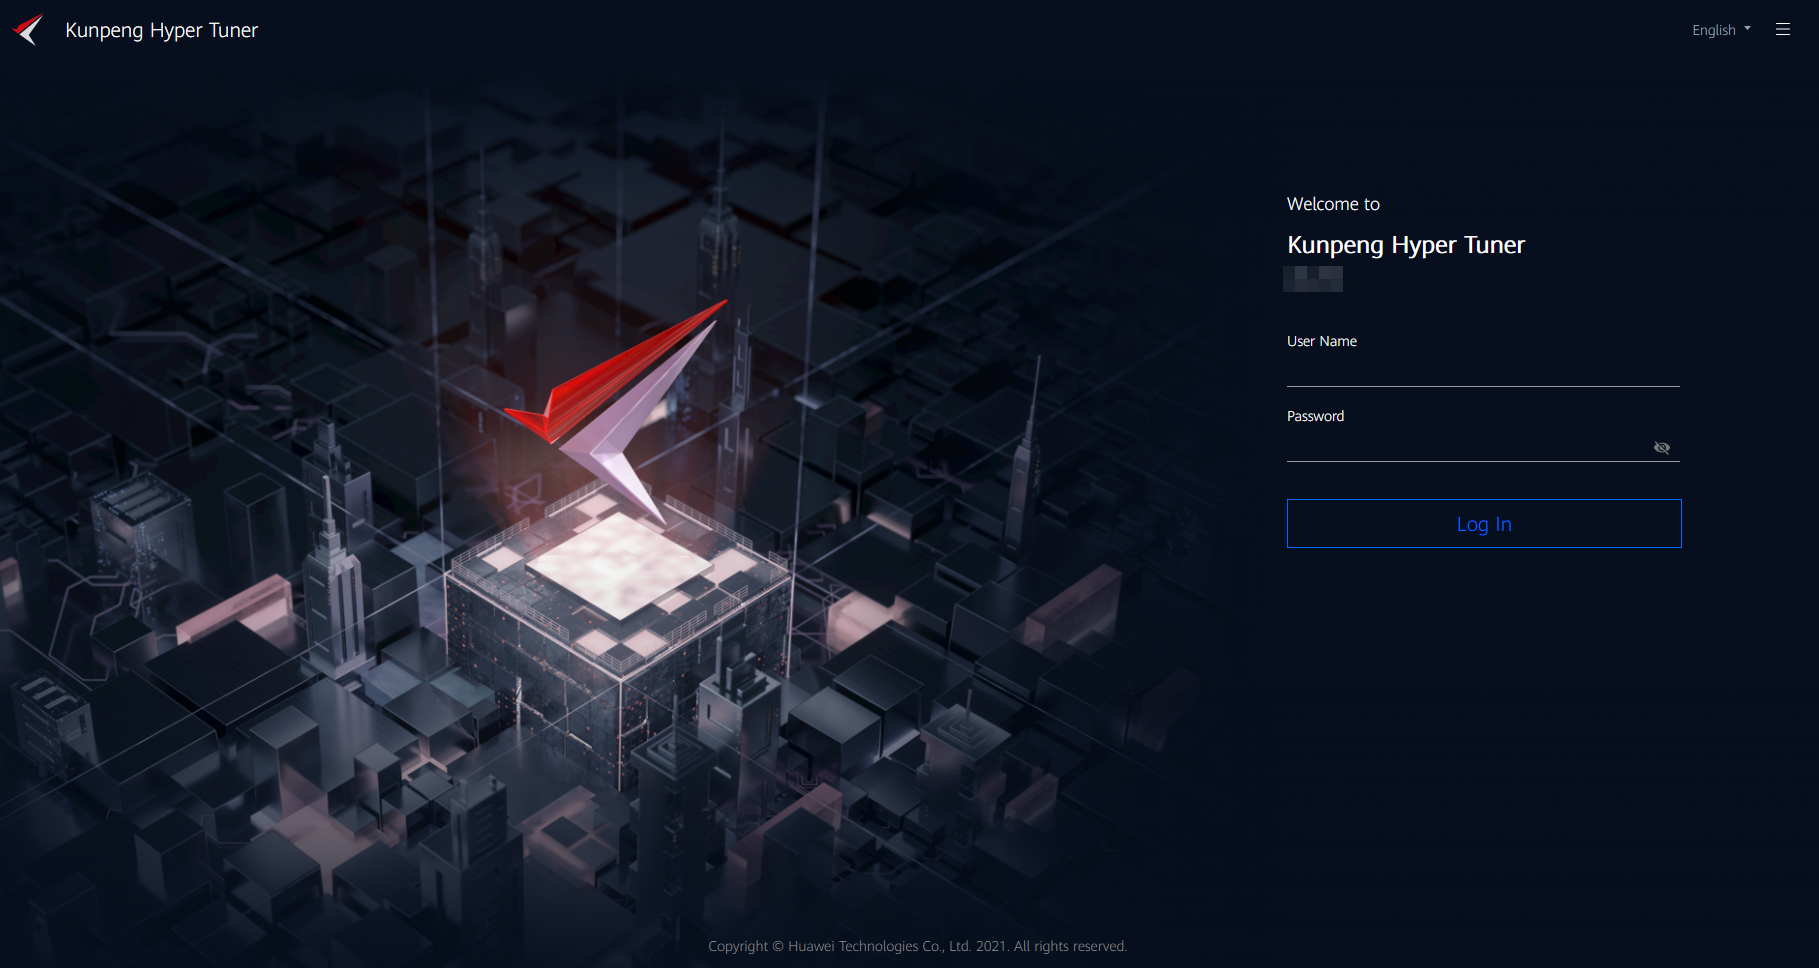 Kunpeng Hyper Tuner
English
Welcome to
Kunpeng Hyper Tuner
User Name
Password
Log In
Copyright © Huawei Technologies Co., Ltd. 2021. All rights reserved.